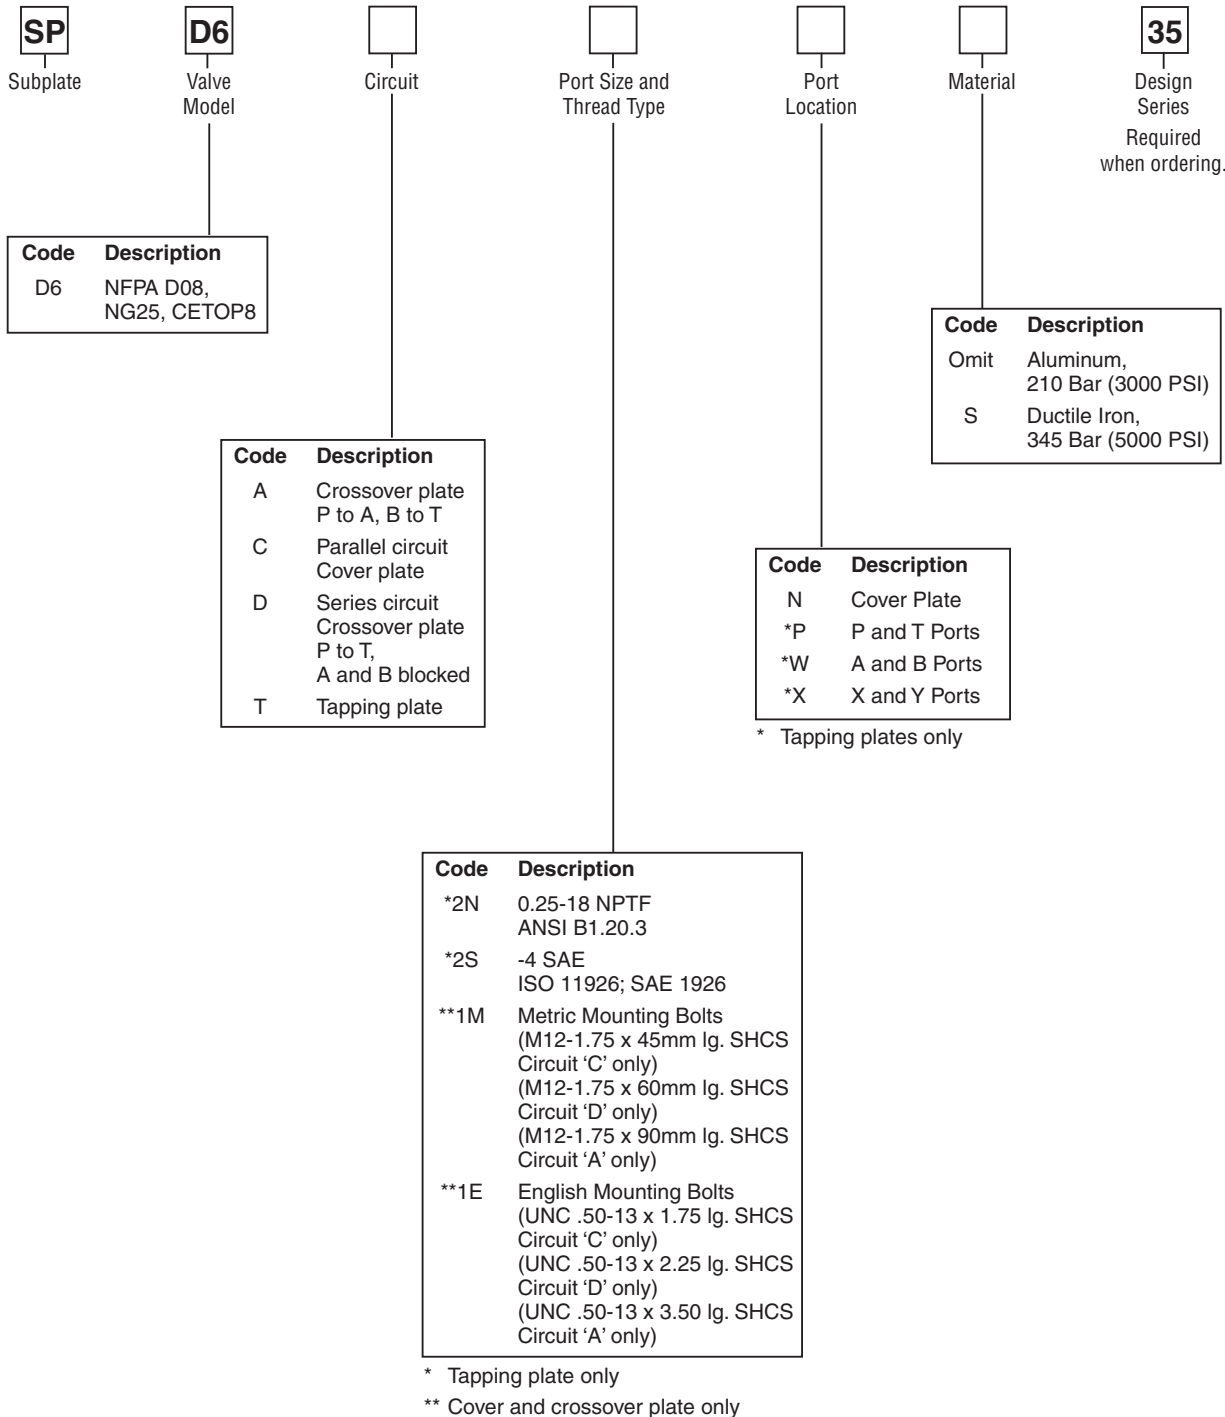 SP
D6
35
Subplate
Valve
Model
Circuit
Port Size and
Thread Type
Port
Location
Material
Design
Series
Required
when ordering.
Code Description
D6 NFPA D08,
NG25, CETOP8
Code Description
Omit Aluminum,
210 Bar (3000 PSI)
S Ductile Iron,
345 Bar (5000 PSI)
Code Description
A Crossover plate
P to A, B to T
C Parallel circuit
Cover plate
D Series circuit
Crossover plate
P to T,
A and B blocked
T Tapping plate
Code Description
N Cover Plate
*P P and T Ports
*W A and B Ports
*X X and Y Ports
* Tapping plates only
Code Description
*2N 0.25-18 NPTF
ANSI B1.20.3
*2S -4 SAE
ISO 11926; SAE 1926
**1M Metric Mounting Bolts
(M12-1.75 x 45mm lg. SHCS
Circuit ‘C’ only)
(M12-1.75 x 60mm lg. SHCS
Circuit ‘D’ only)
(M12-1.75 x 90mm lg. SHCS
Circuit ‘A’ only)
**1E English Mounting Bolts
(UNC .50-13 x 1.75 lg. SHCS
Circuit ‘C’ only)
(UNC .50-13 x 2.25 lg. SHCS
Circuit ‘D’ only)
(UNC .50-13 x 3.50 lg. SHCS
Circuit ‘A’ only)
* Tapping plate only
** Cover and crossover plate only